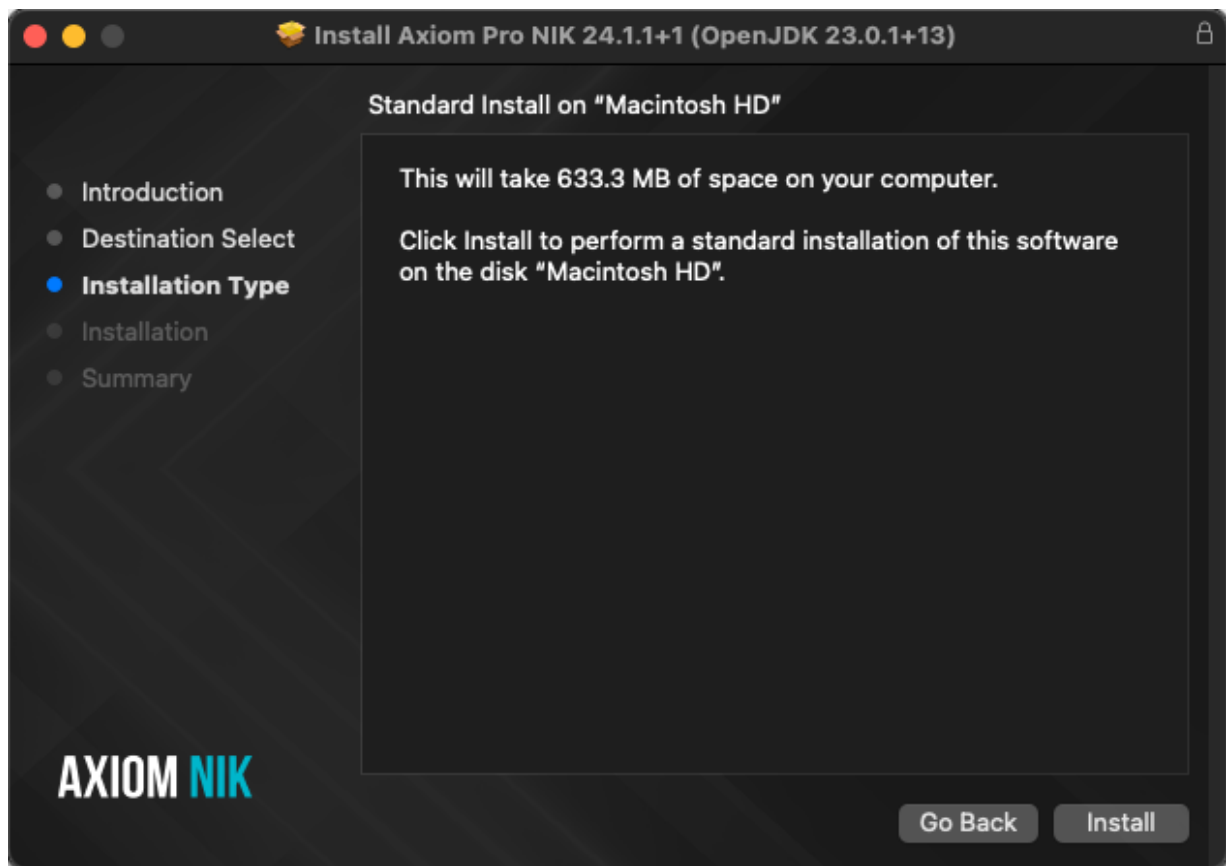 Install Axiom Pro NIK 24.1.1+1 (OpenJDK 23.0.1+13)
Standard Install on “Macintosh HD”
Introduction
Destination Select
Installation Type
Installation
Summary
This will take 633.3 MB of space on your computer.
Click Install to perform a standard installation of this software
on the disk “Macintosh HD”.
AXIOM NIK
Go Back
Install